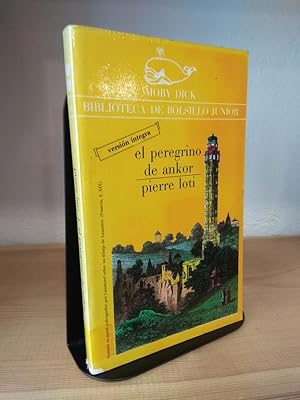 MOBY DICK
BIBLIOTECA DE BOLSILLO JUNIOR
versión íntegra
el peregrino
de ankor
pierre loti